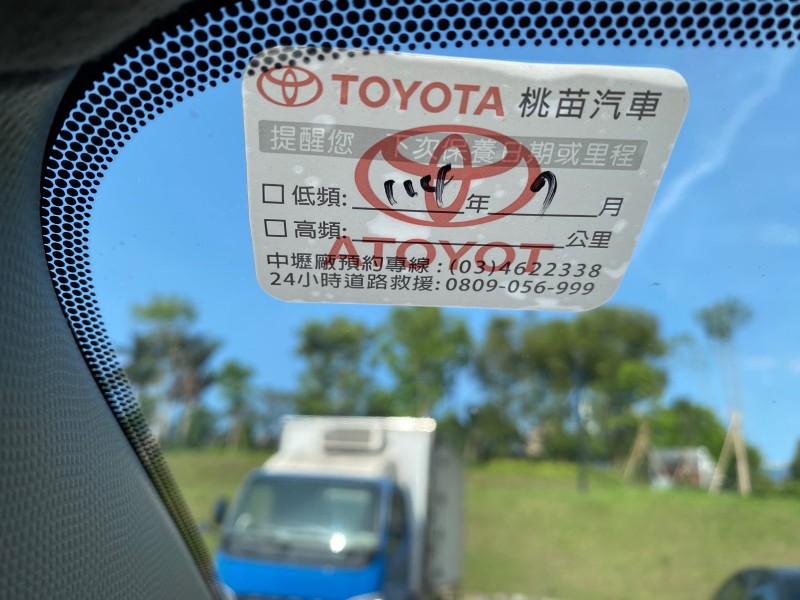 TOYOTA 桃苗汽車
提醒您 下次保養日期或里程
☐ 低頻: 114 年 7 月
☐ 高頻: 公里
TOYOTA
中壢廠預約專線:(03)4622338
24小時道路救援:0809-056-999